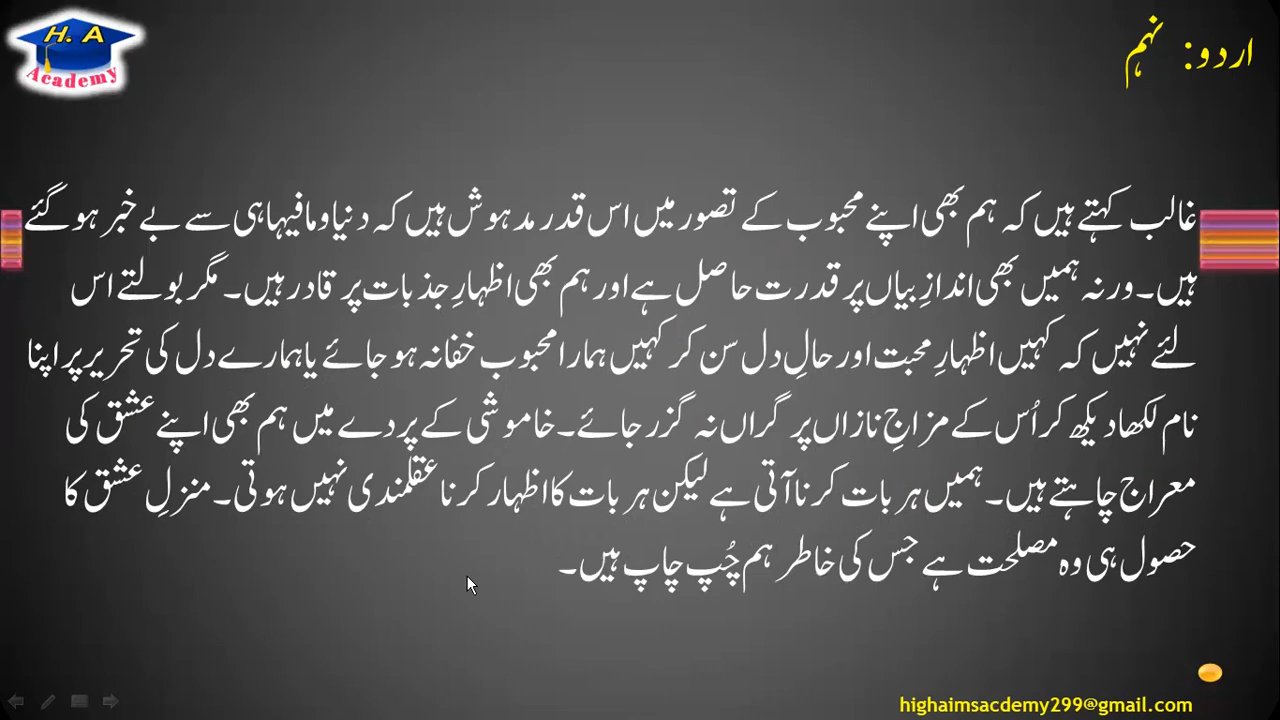 H. A
Academy
اردو: نہم
غالب کہتے ہیں کہ ہم بھی اپنے محبوب کے تصور میں اس قدر مدہوش ہیں کہ دنیا و مافیہا ہی سے بے خبر ہو گئے
ہیں۔ ورنہ ہمیں بھی اندازِ بیاں پر قدرت حاصل ہے اور ہم بھی اظہارِ جذبات پر قادر ہیں۔ مگر بولتے اس
لئے نہیں کہ کہیں اظہارِ محبت اور حالِ دل سن کر کہیں ہمارا محبوب خفا نہ ہو جائے یا ہمارے دل کی تحریر پر اپنا
نام لکھا دیکھ کر اُس کے مزاجِ نازاں پر گراں نہ گزر جائے۔ خاموشی کے پردے میں ہم بھی اپنے عشق کی
معراج چاہتے ہیں۔ ہمیں ہر بات کرنا آتی ہے لیکن ہر بات کا اظہار کرنا عقلمندی نہیں ہوتی۔ منزلِ عشق کا
حصول ہی وہ مصلحت ہے جس کی خاطر ہم چُپ چاپ ہیں۔
highaimsacdemy299@gmail.com